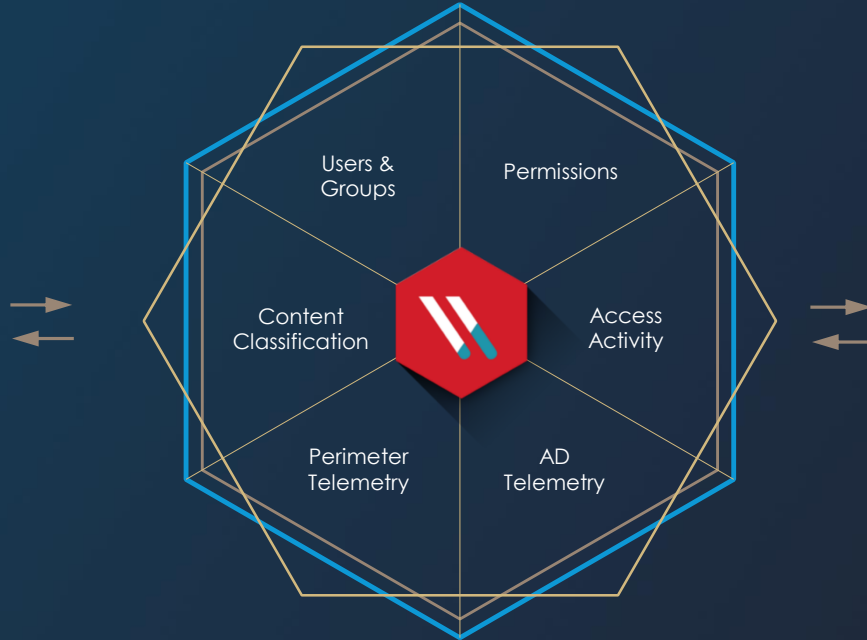 Users &
Groups
Permissions
Content
Classification
Access
Activity
Perimeter
Telemetry
AD
Telemetry